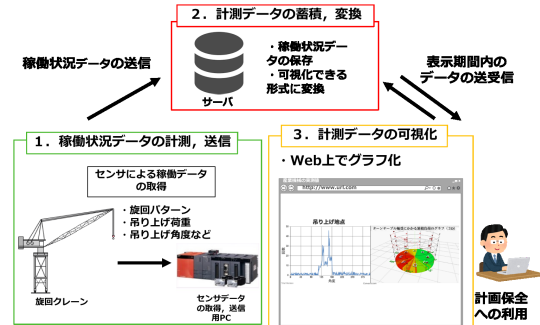 2．計測データの蓄積，変換
・稼働状況デー
タの保存
・可視化できる
形式に変換
サーバ
稼働状況データの送信
表示期間内の
データの送受信
1．稼働状況データの計測，送信
センサによる稼働データ
の取得
・旋回パターン
・吊り上げ荷重
・吊り上げ角度など
旋回クレーン
センサデータ
の取得，送信
用PC
3．計測データの可視化
・Web上でグラフ化
http://www.url.com
吊り上げ地点
計画保全
への利用